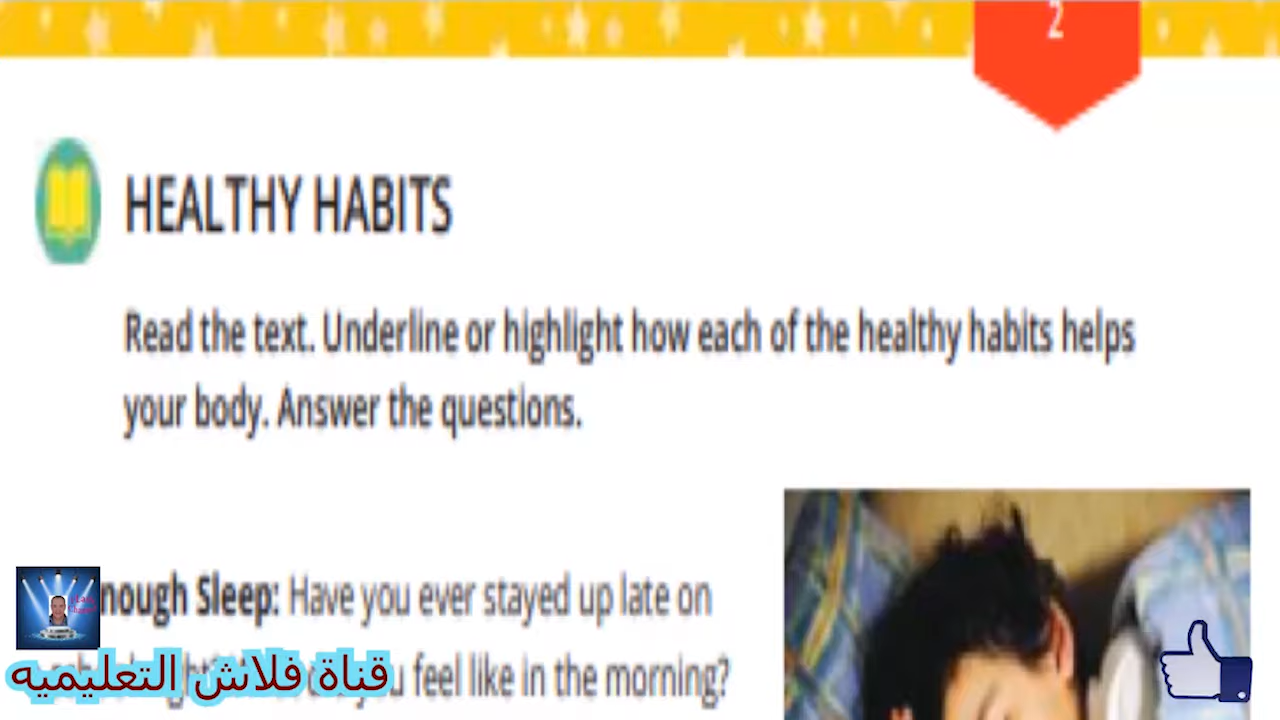 2
HEALTHY HABITS
Read the text. Underline or highlight how each of the healthy habits helps
your body. Answer the questions.
nough Sleep: Have you ever stayed up late on
feel like in the morning?
قناة فلاش التعليميه